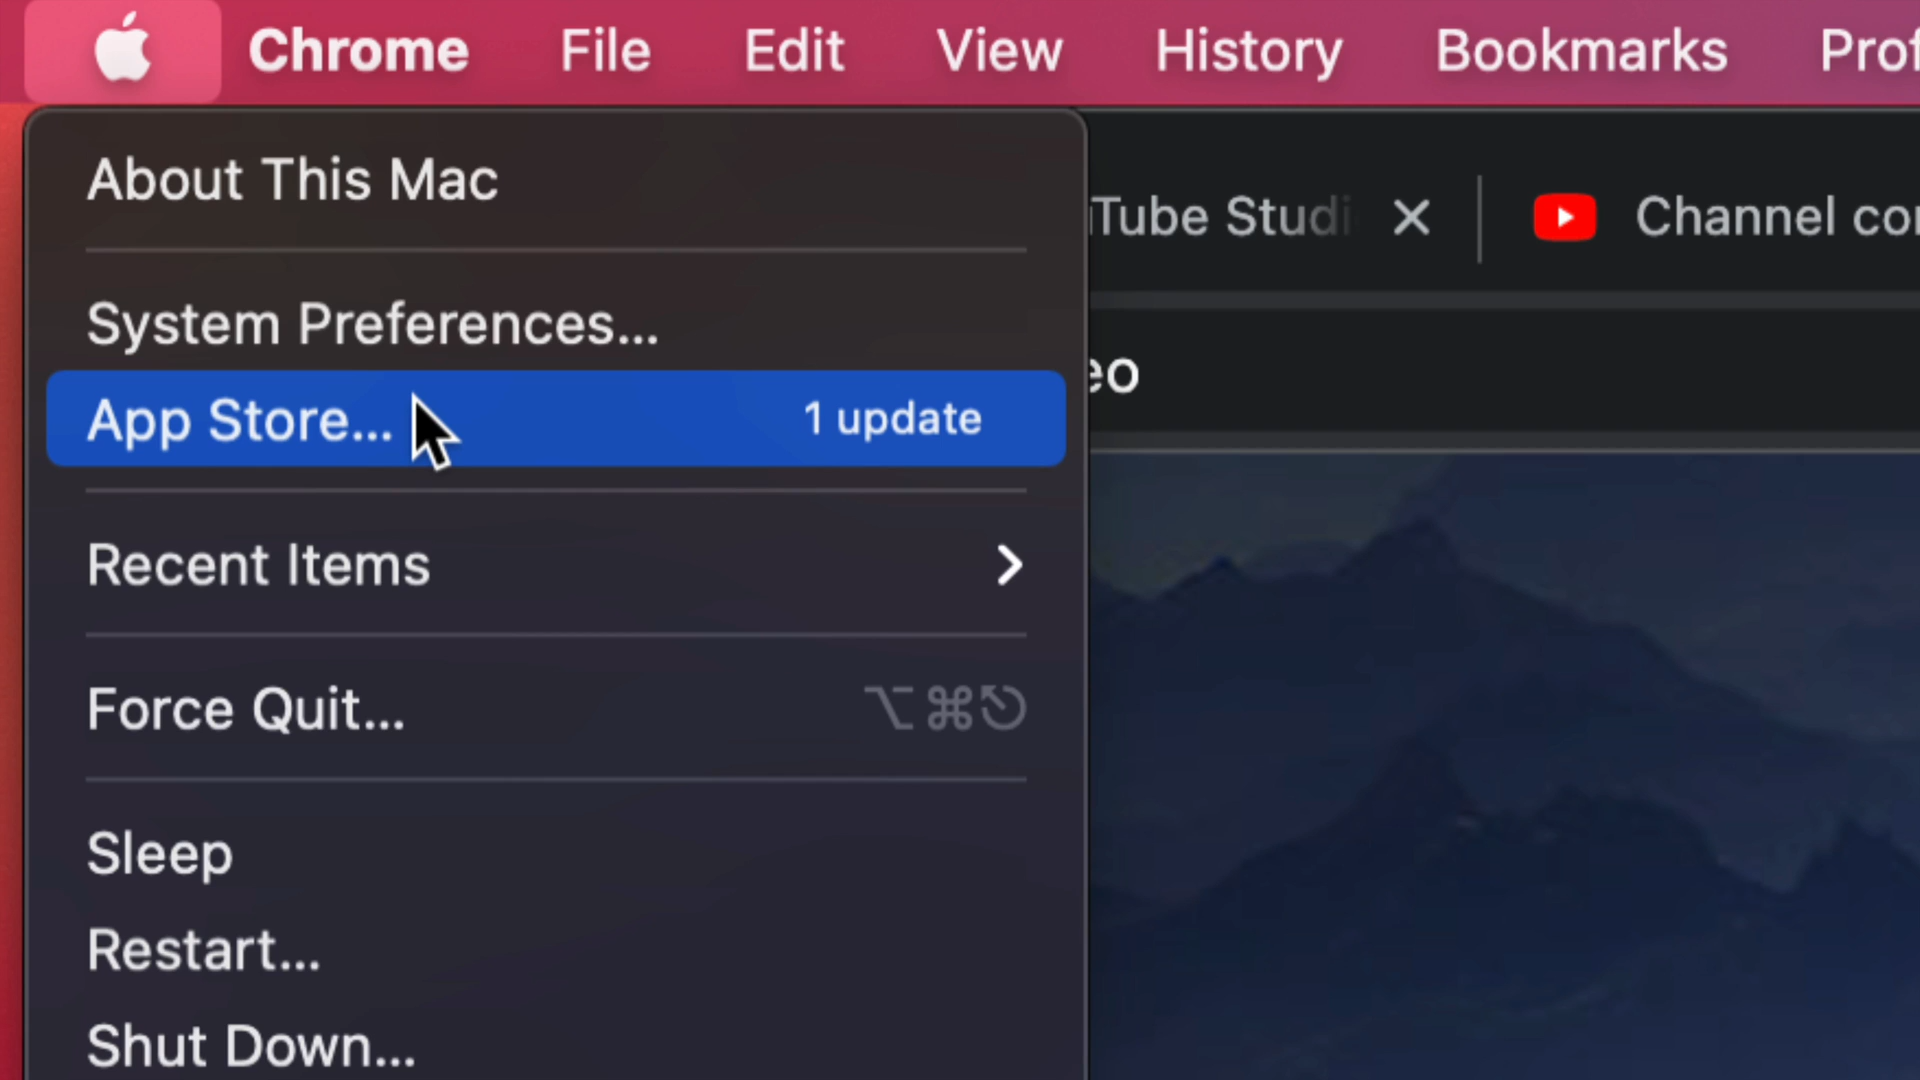 Chrome File Edit View History Bookmarks
About This Mac
Tube Studi
Channel
System Preferences...
App Store... 1 update
Recent Items
Force Quit... ⌥⌘⎋
Sleep
Restart...
Shut Down...